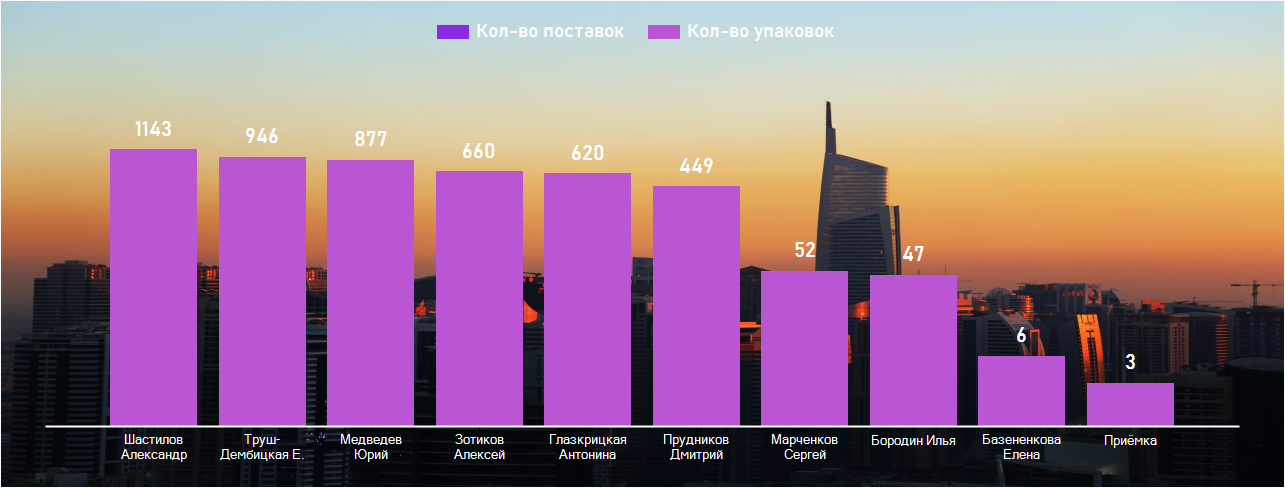 Кол-во поставок Кол-во упаковок
1143
946
877
660
620
449
52
47
6
3
Шастилов
Александр
Труш-
Дембицкая Е.
Медведев
Юрий
Зотиков
Алексей
Глазкрицкая
Антонина
Прудников
Дмитрий
Марченков
Сергей
Бородин Илья
Базененкова
Елена
Приёмка